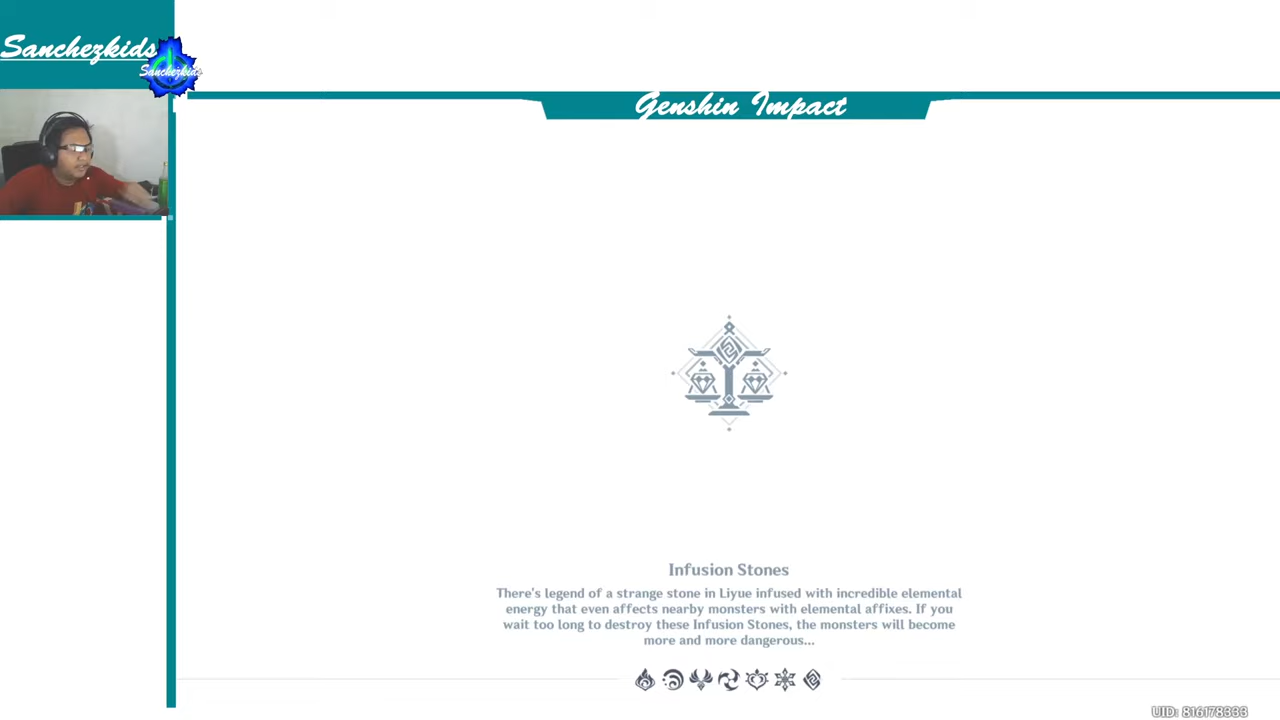 Sanchezkids
Sanchezkids
Genshin Impact
Infusion Stones
There's legend of a strange stone in Liyue infused with incredible elemental
energy that even affects nearby monsters with elemental affixes. If you
wait too long to destroy these Infusion Stones, the monsters will become
more and more dangerous...
UID: 816178333